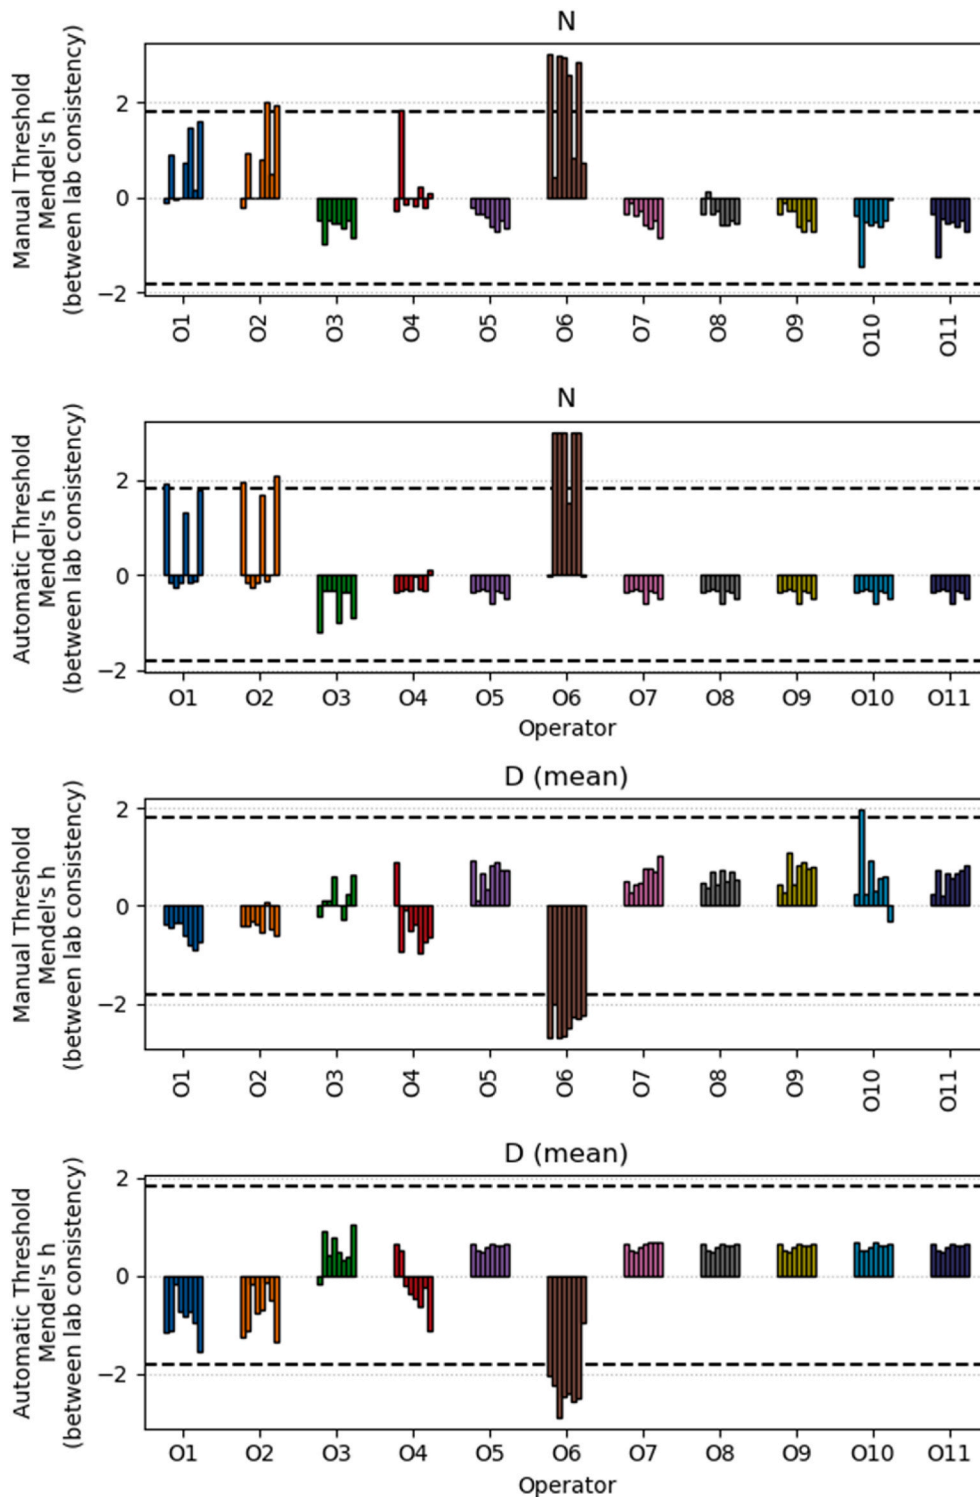 N
Manual Threshold
Mendel's h
(between lab consistency)
2
0
−2
O1 O2 O3 O4 O5 O6 O7 O8 O9 O10 O11
N
Automatic Threshold
Mendel's h
(between lab consistency)
2
0
−2
O1 O2 O3 O4 O5 O6 O7 O8 O9 O10 O11
Operator
D (mean)
Manual Threshold
Mendel's h
(between lab consistency)
2
0
−2
O1 O2 O3 O4 O5 O6 O7 O8 O9 O10 O11
D (mean)
Automatic Threshold
Mendel's h
(between lab consistency)
2
0
−2
O1 O2 O3 O4 O5 O6 O7 O8 O9 O10 O11
Operator